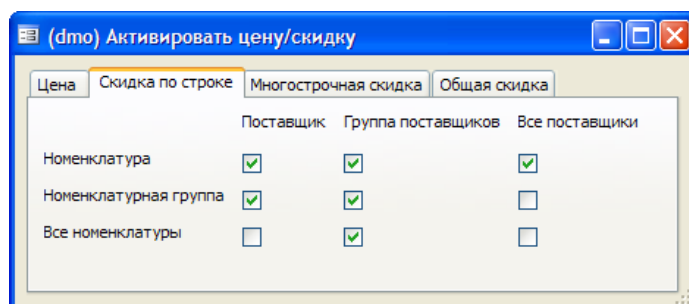 (dmo) Активировать цену/скидку
Цена Скидка по строке Многострочная скидка Общая скидка
Поставщик Группа поставщиков Все поставщики
Номенклатура
Номенклатурная группа
Все номенклатуры